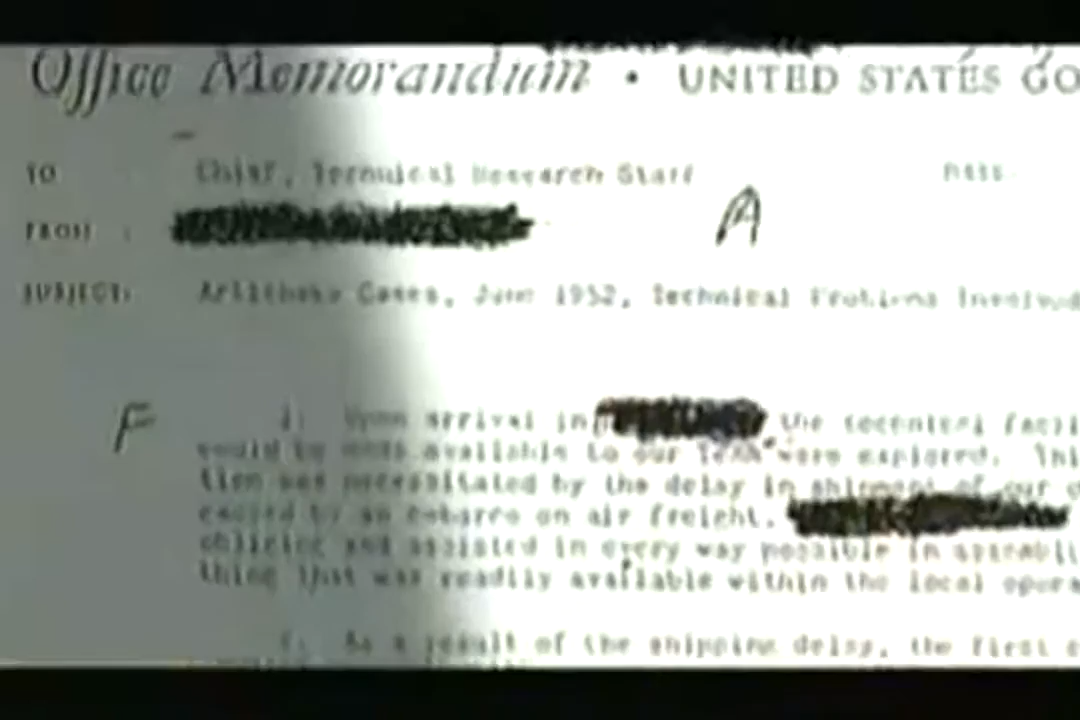 Office Memorandum • UNITED STATES GO
TO Chief, Technical Research Staff DATE
FROM : A
SUBJECT: Cases, June 1952, Technical Problems Involved
F 1. Upon arrival in the technical facili
would be made available to our team were explored. Thi
tion was necessitated by the delay in shipment of our
caused by an embargo on air freight.
obliging and assisted in every way possible in assembli
thing that was readily available within the local opera
As a result of the shipping delay, the first